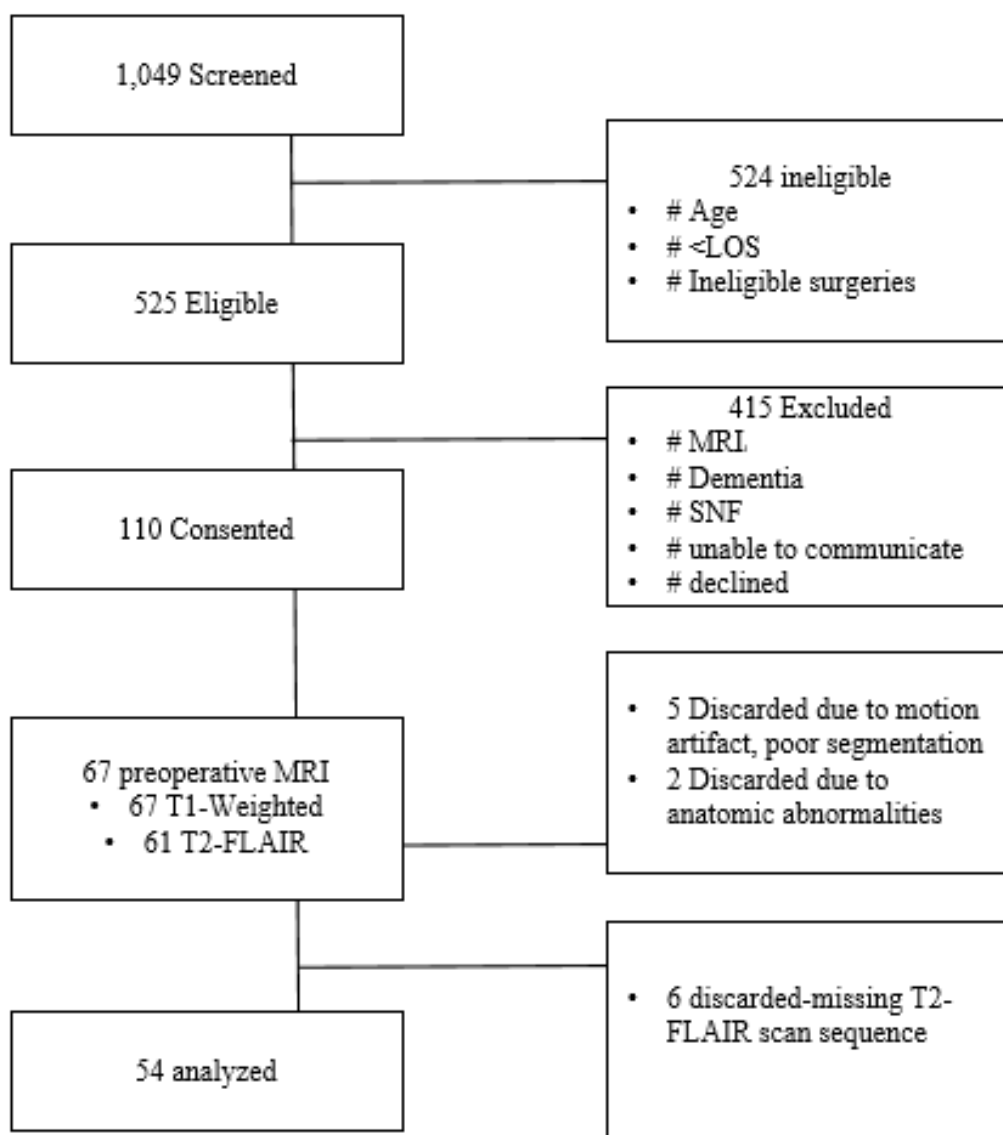 1,049 Screened
524 ineligible
• # Age
• # <LOS
• # Ineligible surgeries
525 Eligible
415 Excluded
• # MRI.
• # Dementia
• # SNF
• # unable to communicate
• # declined
110 Consented
5 Discarded due to motion
artifact, poor segmentation
• 2 Discarded due to
anatomic abnormalities
67 preoperative MRI
• 67 T1-Weighted
• 61 T2-FLAIR
• 6 discarded-missing T2-
FLAIR scan sequence
54 analyzed